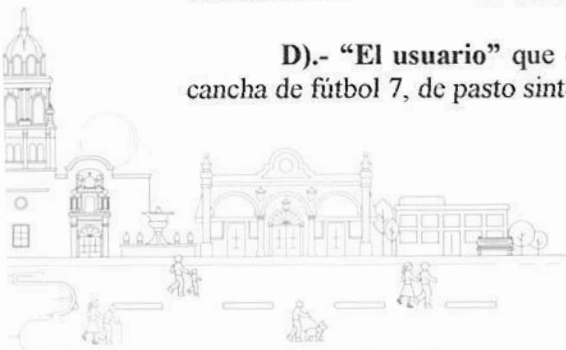 D).- “El usuario” que
cancha de fútbol 7, de pasto